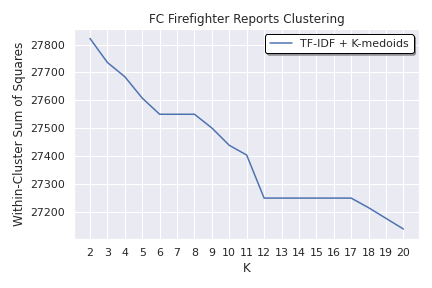 FC Firefighter Reports Clustering
TF-IDF + K-medoids
Within-Cluster Sum of Squares
27800
27700
27600
27500
27400
27300
27200
2 3 4 5 6 7 8 9 10 11 12 13 14 15 16 17 18 19 20
K